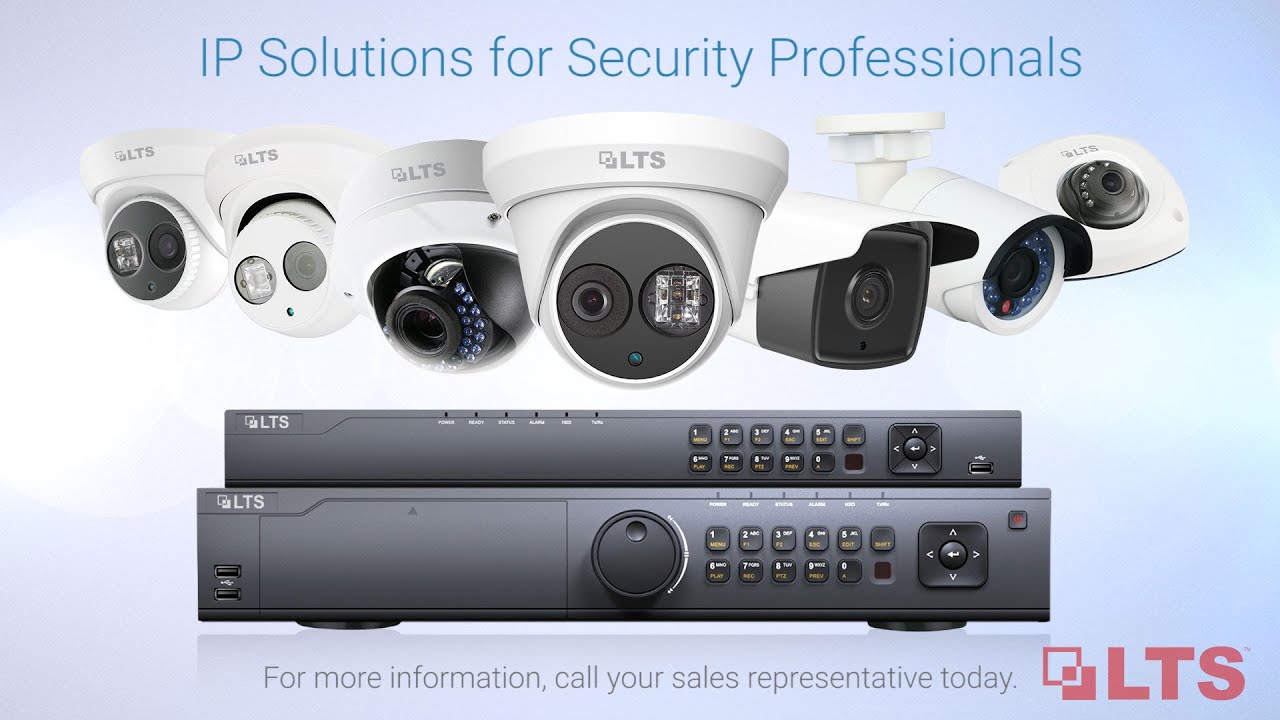 IP Solutions for Security Professionals
LTS
LTS
LTS
LTS
LTS
LTS
POWER READY STATUS ALARM HDD Tx/Rx
1 2 ABC 3 DEF 4 GHI 5 JKL
MENU F1 F2 ESC EDIT SHIFT
6 MNO 7 PQRS 8 TUV 9 WXYZ 0
PLAY REC PTZ PREV A
LTS
POWER READY STATUS ALARM HDD Tx/Rx
1 2 ABC 3 DEF 4 GHI 5 JKL
MENU F1 F2 ESC EDIT SHIFT
6 MNO 7 PQRS 8 TUV 9 WXYZ 0
PLAY REC PTZ PREV A
For more information, call your sales representative today.
LTS™